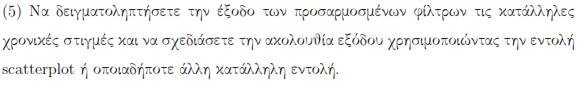 (5) Να δειγματοληπτήσετε την έξοδο των προσαρμοσμένων φίλτρων τις κατάλληλες
χρονικές στιγμές και να σχεδιάσετε την ακολουθία εξόδου χρησιμοποιώντας την εντολή
scatterplot ή οποιαδήποτε άλλη κατάλληλη εντολή.